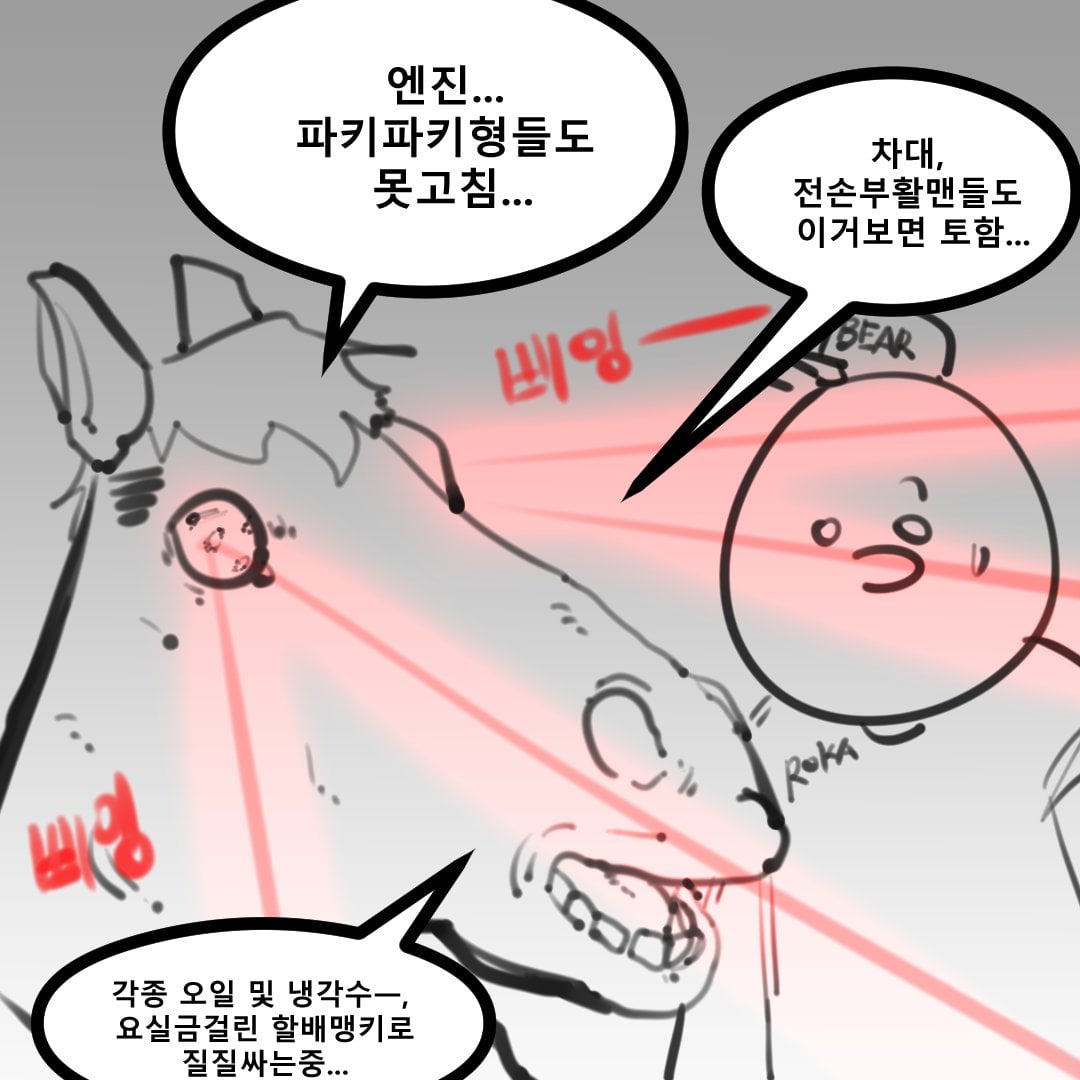 엔진...
파키파키형들도
못고침...
차대,
전손부활맨들도
이거보면 토함...
BEAR
삐잉
ROKA
삐잉
각종 오일 및 냉각수—,
요실금걸린 할배맹키로
질질싸는중...